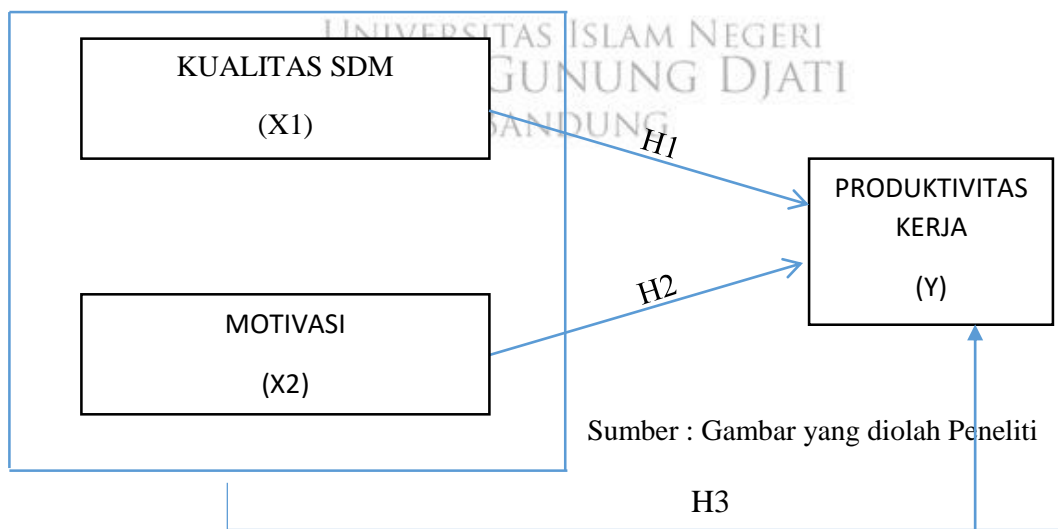 UNIVERSITAS ISLAM NEGERI
GUNUNG DJATI
BANDUNG
KUALITAS SDM
(X1)
H1
PRODUKTIVITAS
KERJA
(Y)
H2
MOTIVASI
(X2)
Sumber : Gambar yang diolah Peneliti
H3